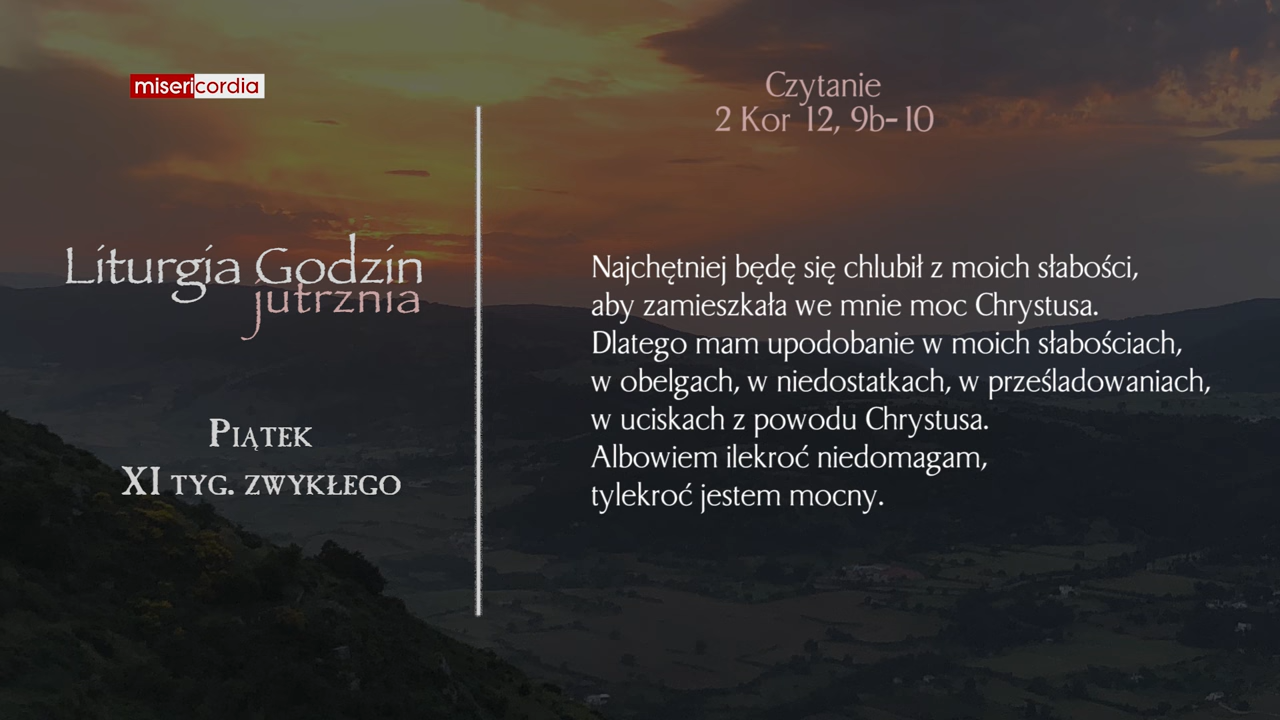 misericordia
Liturgia Godzin
jutrznia
Piątek
XI tyg. zwykłego
Czytanie
2 Kor 12, 9b-10
Najchętniej będę się chlubił z moich słabości,
aby zamieszkała we mnie moc Chrystusa.
Dlatego mam upodobanie w moich słabościach,
w obelgach, w niedostatkach, w prześladowaniach,
w uciskach z powodu Chrystusa.
Albowiem ilekroć niedomagam,
tylekroć jestem mocny.